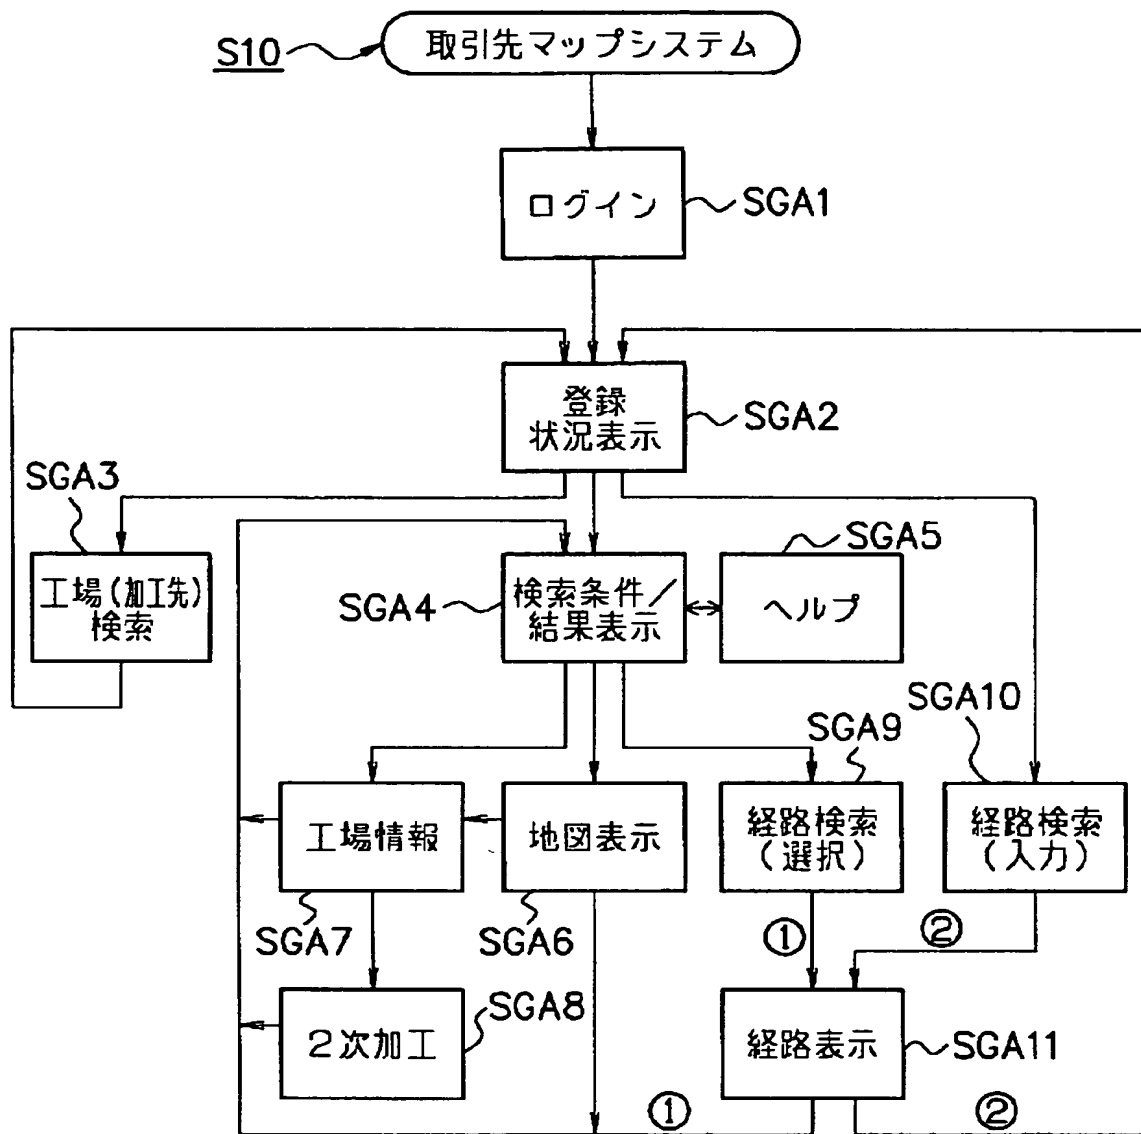 S10
取引先マップシステム
ログイン
SGA1
登録
状況表示
SGA2
SGA3
工場(加工先)
検索
SGA4
検索条件/
結果表示
SGA5
ヘルプ
SGA9
SGA10
工場情報
地図表示
経路検索
(選択)
経路検索
(入力)
SGA7
SGA6
①
②
2次加工
SGA8
経路表示
SGA11
①
②